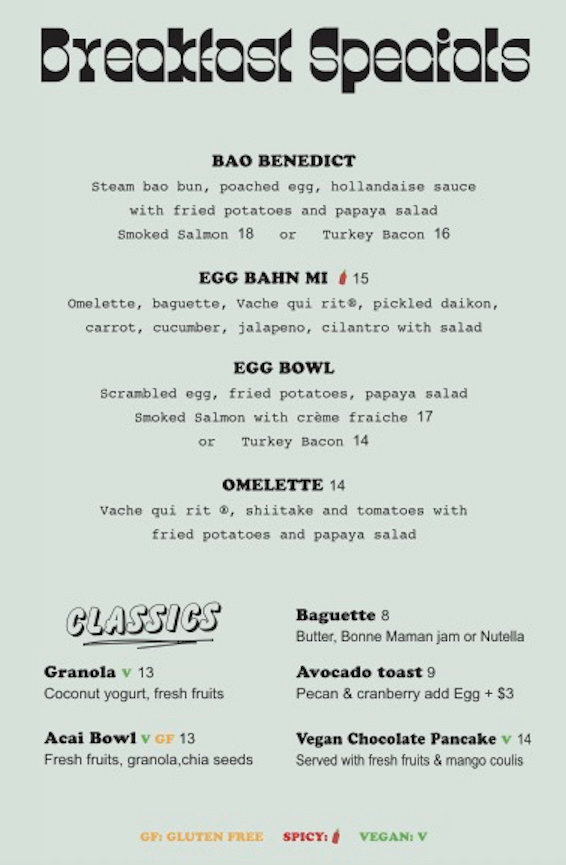 Breakfast Specials
BAO BENEDICT
Steam bao bun, poached egg, hollandaise sauce
with fried potatoes and papaya salad
Smoked Salmon 18 or Turkey Bacon 16
EGG BAHN MI 15
Omelette, baguette, Vache qui rit®, pickled daikon,
carrot, cucumber, jalapeno, cilantro with salad
EGG BOWL
Scrambled egg, fried potatoes, papaya salad
Smoked Salmon with crème fraiche 17
or Turkey Bacon 14
OMELETTE 14
Vache qui rit ®, shiitake and tomatoes with
fried potatoes and papaya salad
CLASSICS
Granola V 13
Coconut yogurt, fresh fruits
Acai Bowl V GF 13
Fresh fruits, granola,chia seeds
Baguette 8
Butter, Bonne Maman jam or Nutella
Avocado toast 9
Pecan & cranberry add Egg + $3
Vegan Chocolate Pancake V 14
Served with fresh fruits & mango coulis
GF: GLUTEN FREE SPICY: VEGAN: V